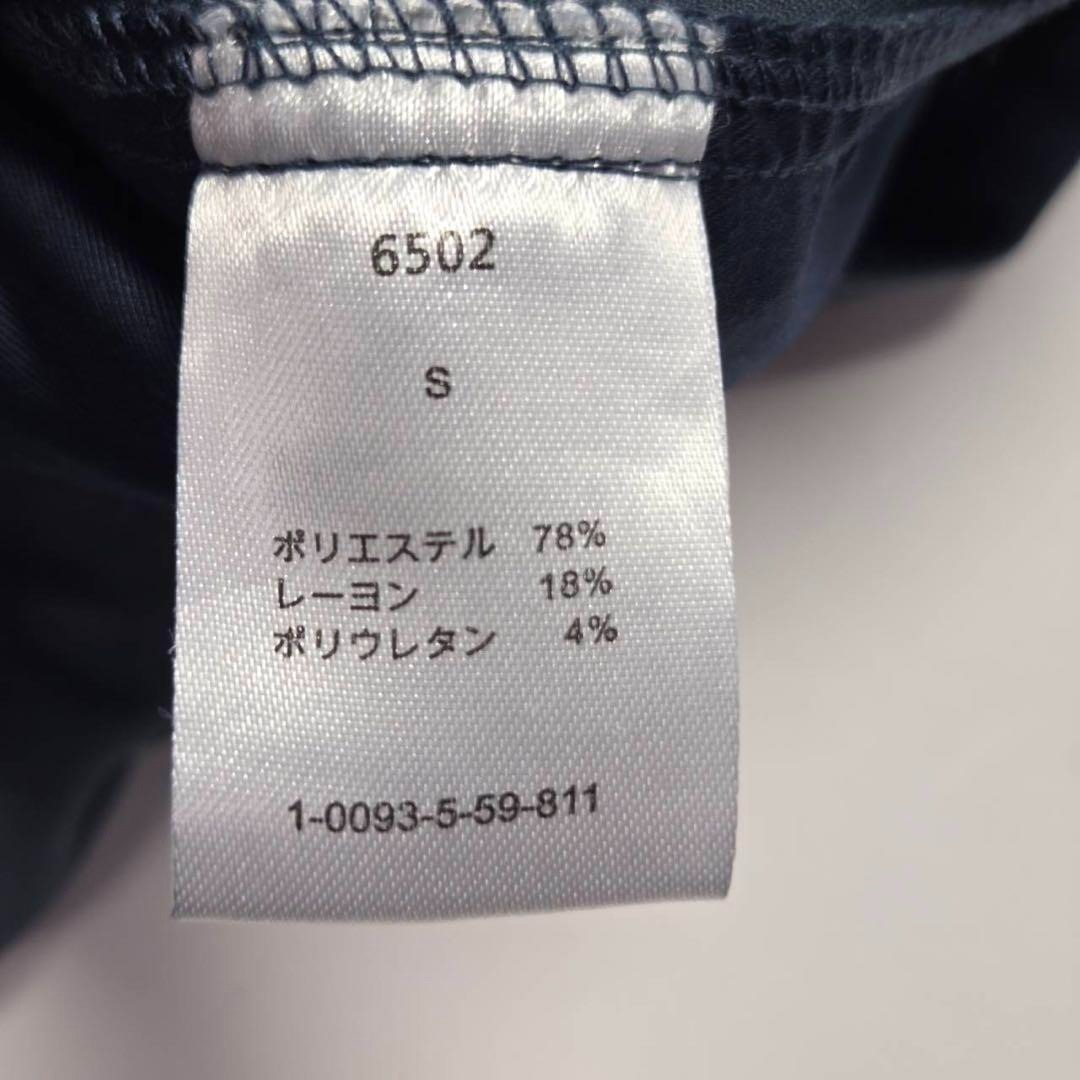 6502
S
ポリエステル 78%
レーヨン 18%
ポリウレタン 4%
1-0093-5-59-811